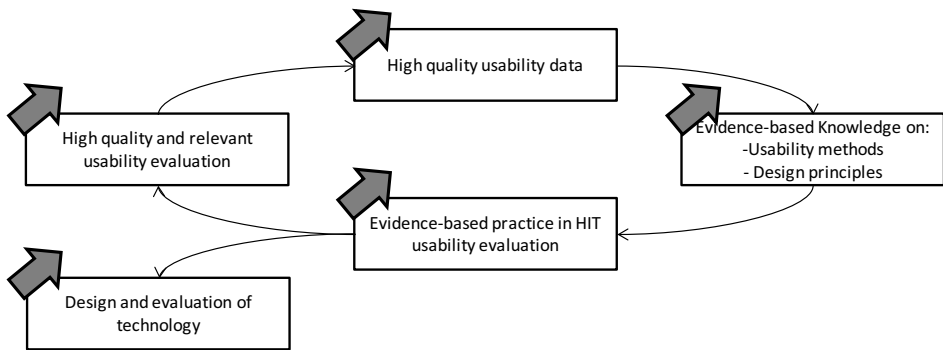 High quality usability data
High quality and relevant
usability evaluation
Evidence-based Knowledge on:
-Usability methods
- Design principles
Evidence-based practice in HIT
usability evaluation
Design and evaluation of
technology